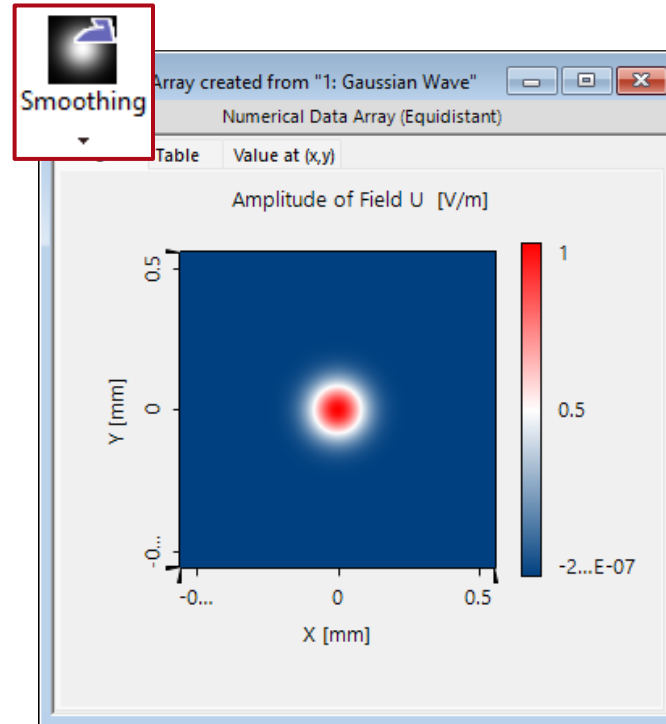 Smoothing
Array created from "1: Gaussian Wave"
Numerical Data Array (Equidistant)
Table
Value at (x,y)
Amplitude of Field U [V/m]
1
0.5
-2...E-07
0.5
0
-0...
Y [mm]
-0...
0
0.5
X [mm]